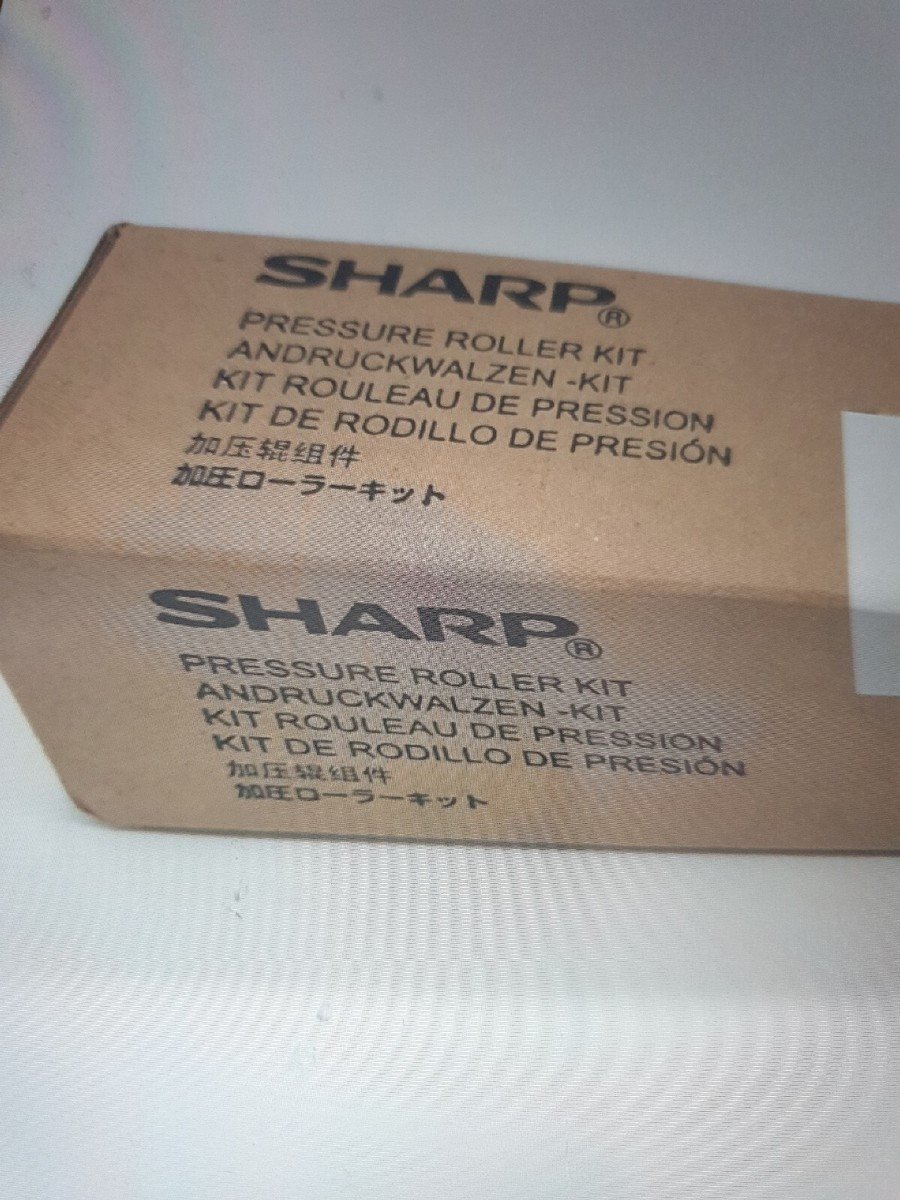 SHARP®
PRESSURE ROLLER KIT
ANDRUCKWALZEN -KIT
KIT ROULEAU DE PRESSION
KIT DE RODILLO DE PRESIÓN
加压辊组件
加圧ローラーキット
SHARP®
PRESSURE ROLLER KIT
ANDRUCKWALZEN -KIT
KIT ROULEAU DE PRESSION
KIT DE RODILLO DE PRESIÓN
加压辊组件
加圧ローラーキット